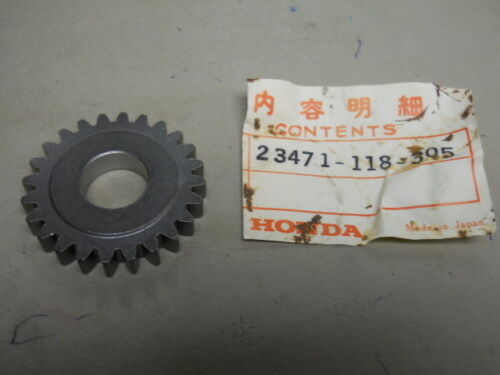 内容明細
CONTENTS
23471-118-305
HONDA
Made in Japan